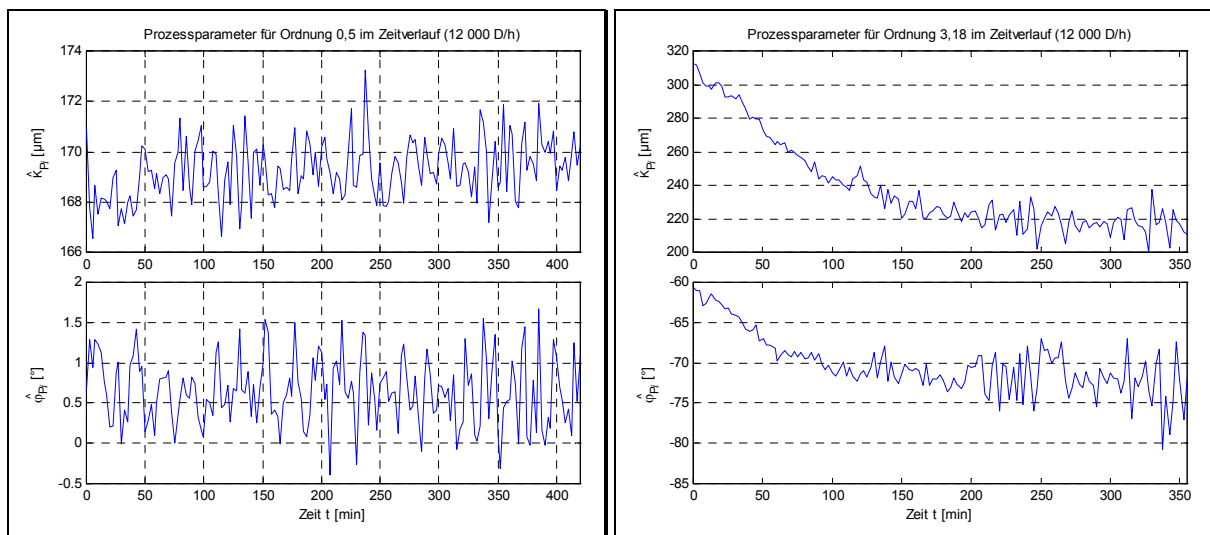 Prozessparameter für Ordnung 0,5 im Zeitverlauf (12 000 D/h)
174
172
170
168
166
K̂Pi [µm]
0 50 100 150 200 250 300 350 400
2
1.5
1
0.5
0
-0.5
φ̂Pi [°]
0 50 100 150 200 250 300 350 400
Zeit t [min]
Prozessparameter für Ordnung 3,18 im Zeitverlauf (12 000 D/h)
320
300
280
260
240
220
200
K̂Pi [µm]
0 50 100 150 200 250 300 350
-60
-65
-70
-75
-80
-85
φ̂Pi [°]
0 50 100 150 200 250 300 350
Zeit t [min]